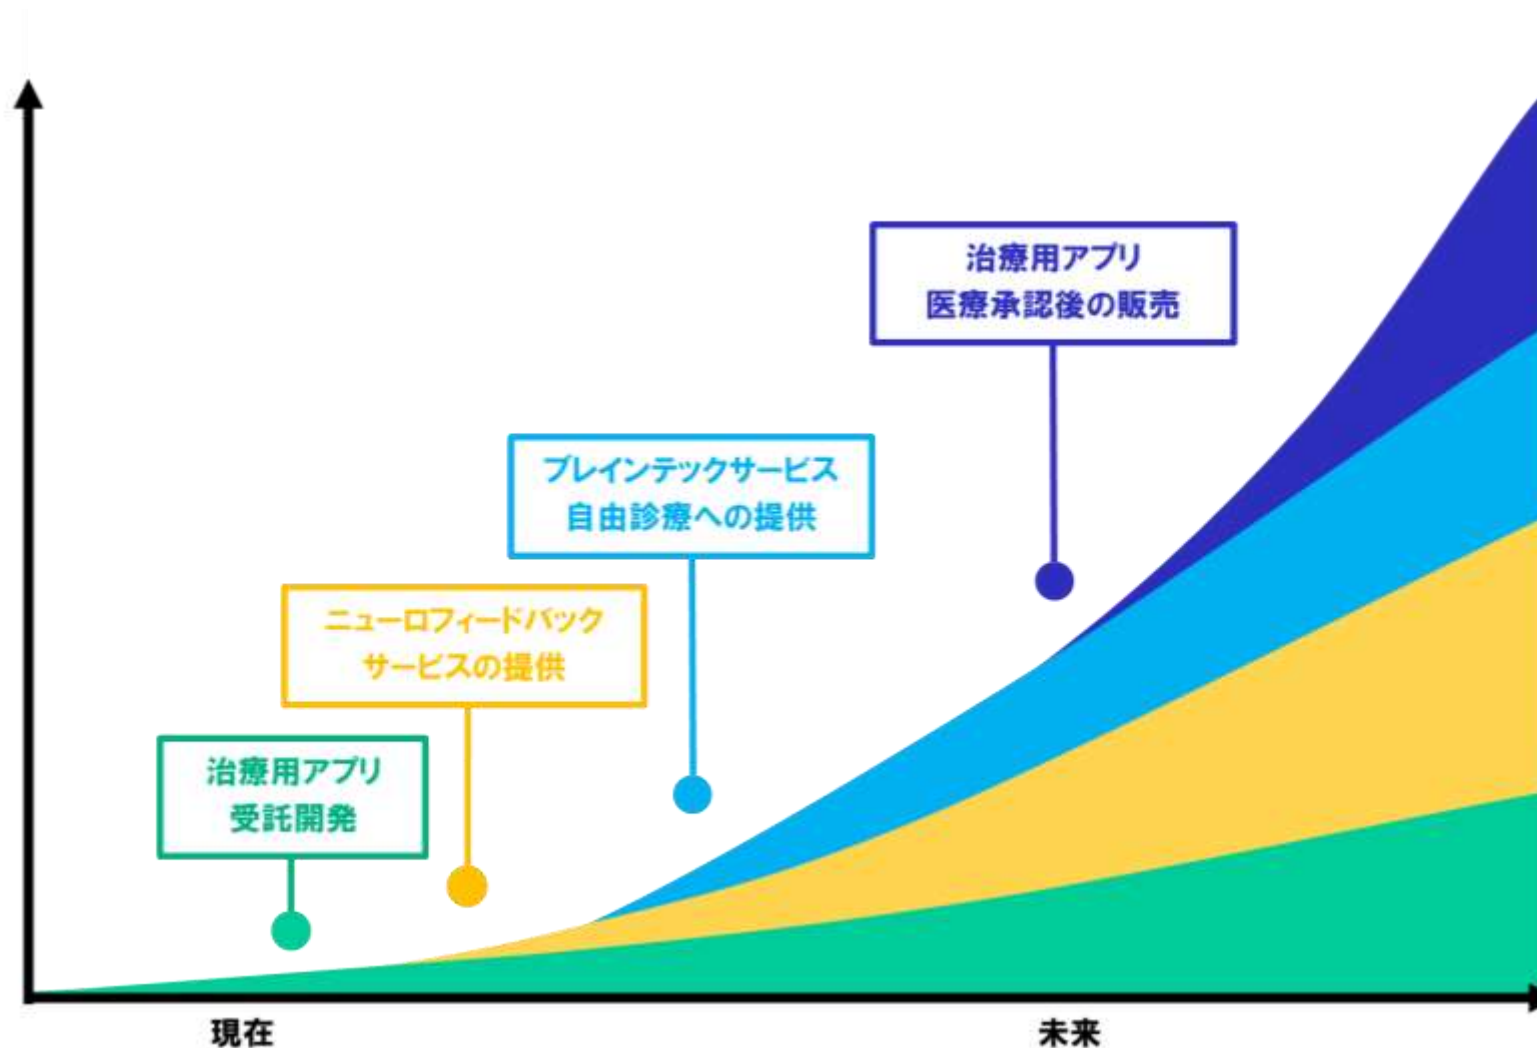 治療用アプリ
医療承認後の販売
ブレインテックサービス
自由診療への提供
ニューロフィードバック
サービスの提供
治療用アプリ
受託開発
現在
未来